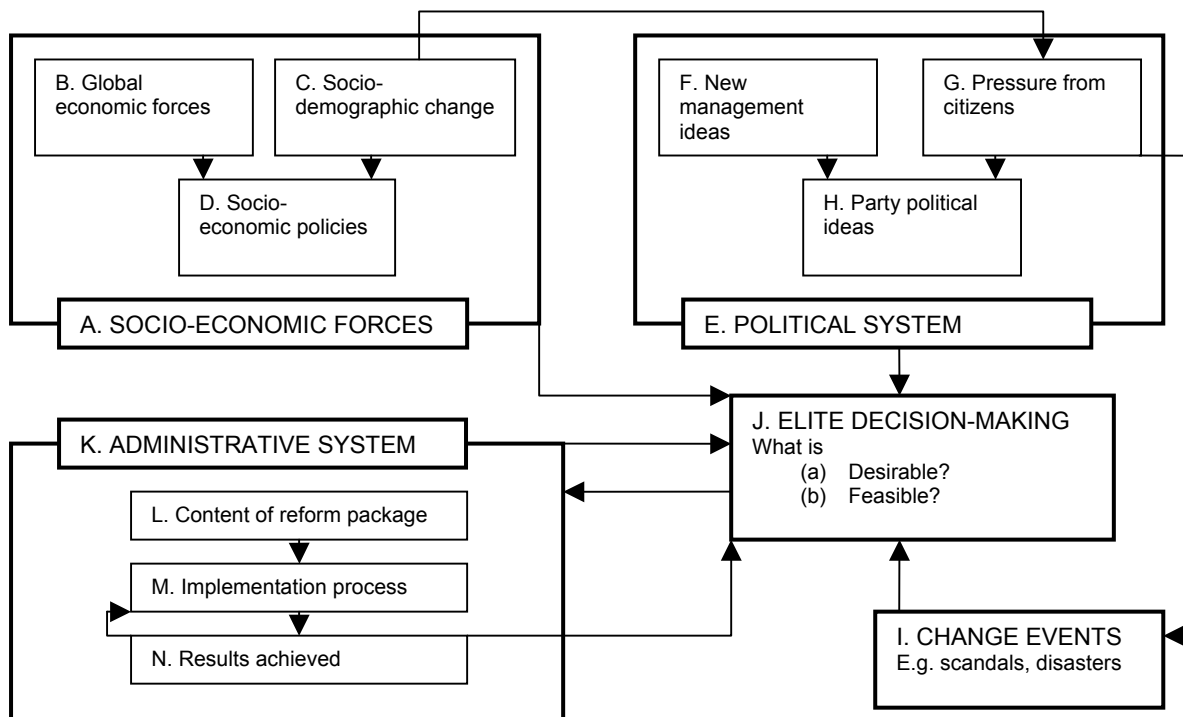 B. Global
economic forces
C. Socio-
demographic change
D. Socio-
economic policies
A. SOCIO-ECONOMIC FORCES
F. New
management
ideas
G. Pressure from
citizens
H. Party political
ideas
E. POLITICAL SYSTEM
J. ELITE DECISION-MAKING
What is
(a) Desirable?
(b) Feasible?
K. ADMINISTRATIVE SYSTEM
L. Content of reform package
M. Implementation process
N. Results achieved
I. CHANGE EVENTS
E.g. scandals, disasters